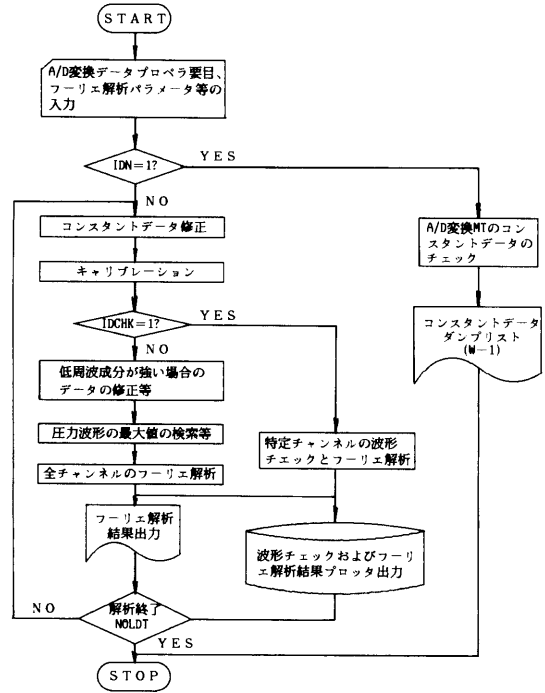 START
A/D変換データプロペラ要目、
フーリエ解析パラメータ等の
入力
IDN=1?
YES
NO
コンスタントデータ修正
A/D変換MTのコン
スタントデータの
チェック
キャリブレーション
IDCHK=1?
YES
NO
コンスタントデータ
ダンプリスト
(W-1)
低周波成分が強い場合の
データの修正等
圧力波形の最大値の検索等
特定チャンネルの波形
チェックとフーリエ解析
全チャンネルのフーリエ解析
フーリエ解析
結果出力
波形チェックおよびフーリ
エ解析結果プロッタ出力
解析終了
NOLDT
NO
YES
STOP